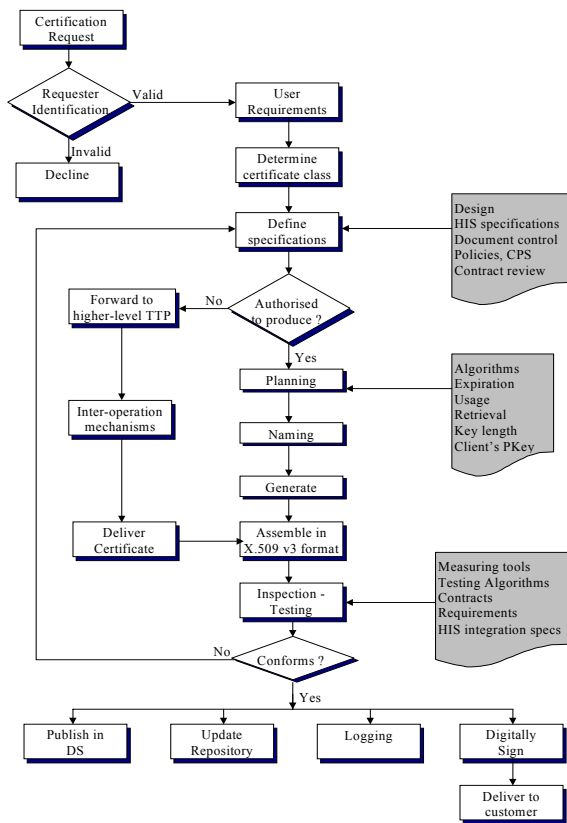 Certification
Request
Requester
Identification
Valid
Invalid
Decline
User
Requirements
Determine
certificate class
Define
specifications
Design
HIS specifications
Document control
Policies, CPS
Contract review
Forward to
higher-level TTP
No
Authorised
to produce ?
Yes
Planning
Algorithms
Expiration
Usage
Retrieval
Key length
Client's PKey
Inter-operation
mechanisms
Naming
Generate
Deliver
Certificate
Assemble in
X.509 v3 format
Inspection -
Testing
Measuring tools
Testing Algorithms
Contracts
Requirements
HIS integration specs
No
Conforms ?
Yes
Publish in
DS
Update
Repository
Logging
Digitally
Sign
Deliver to
customer